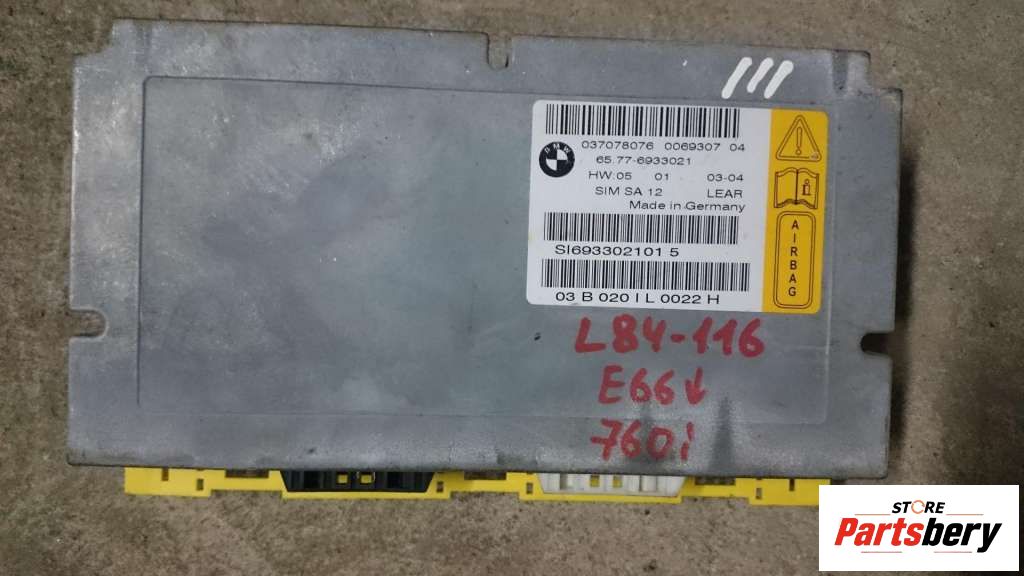 037078076 0069307 04
BMW
65.77-6933021
HW:05 01 03-04
SIM SA 12 LEAR
Made in Germany
SI693302101 5
03 B 020 I L 0022 H
AIRBAG
L84-116
E66↓
760i
STORE
Partsbery